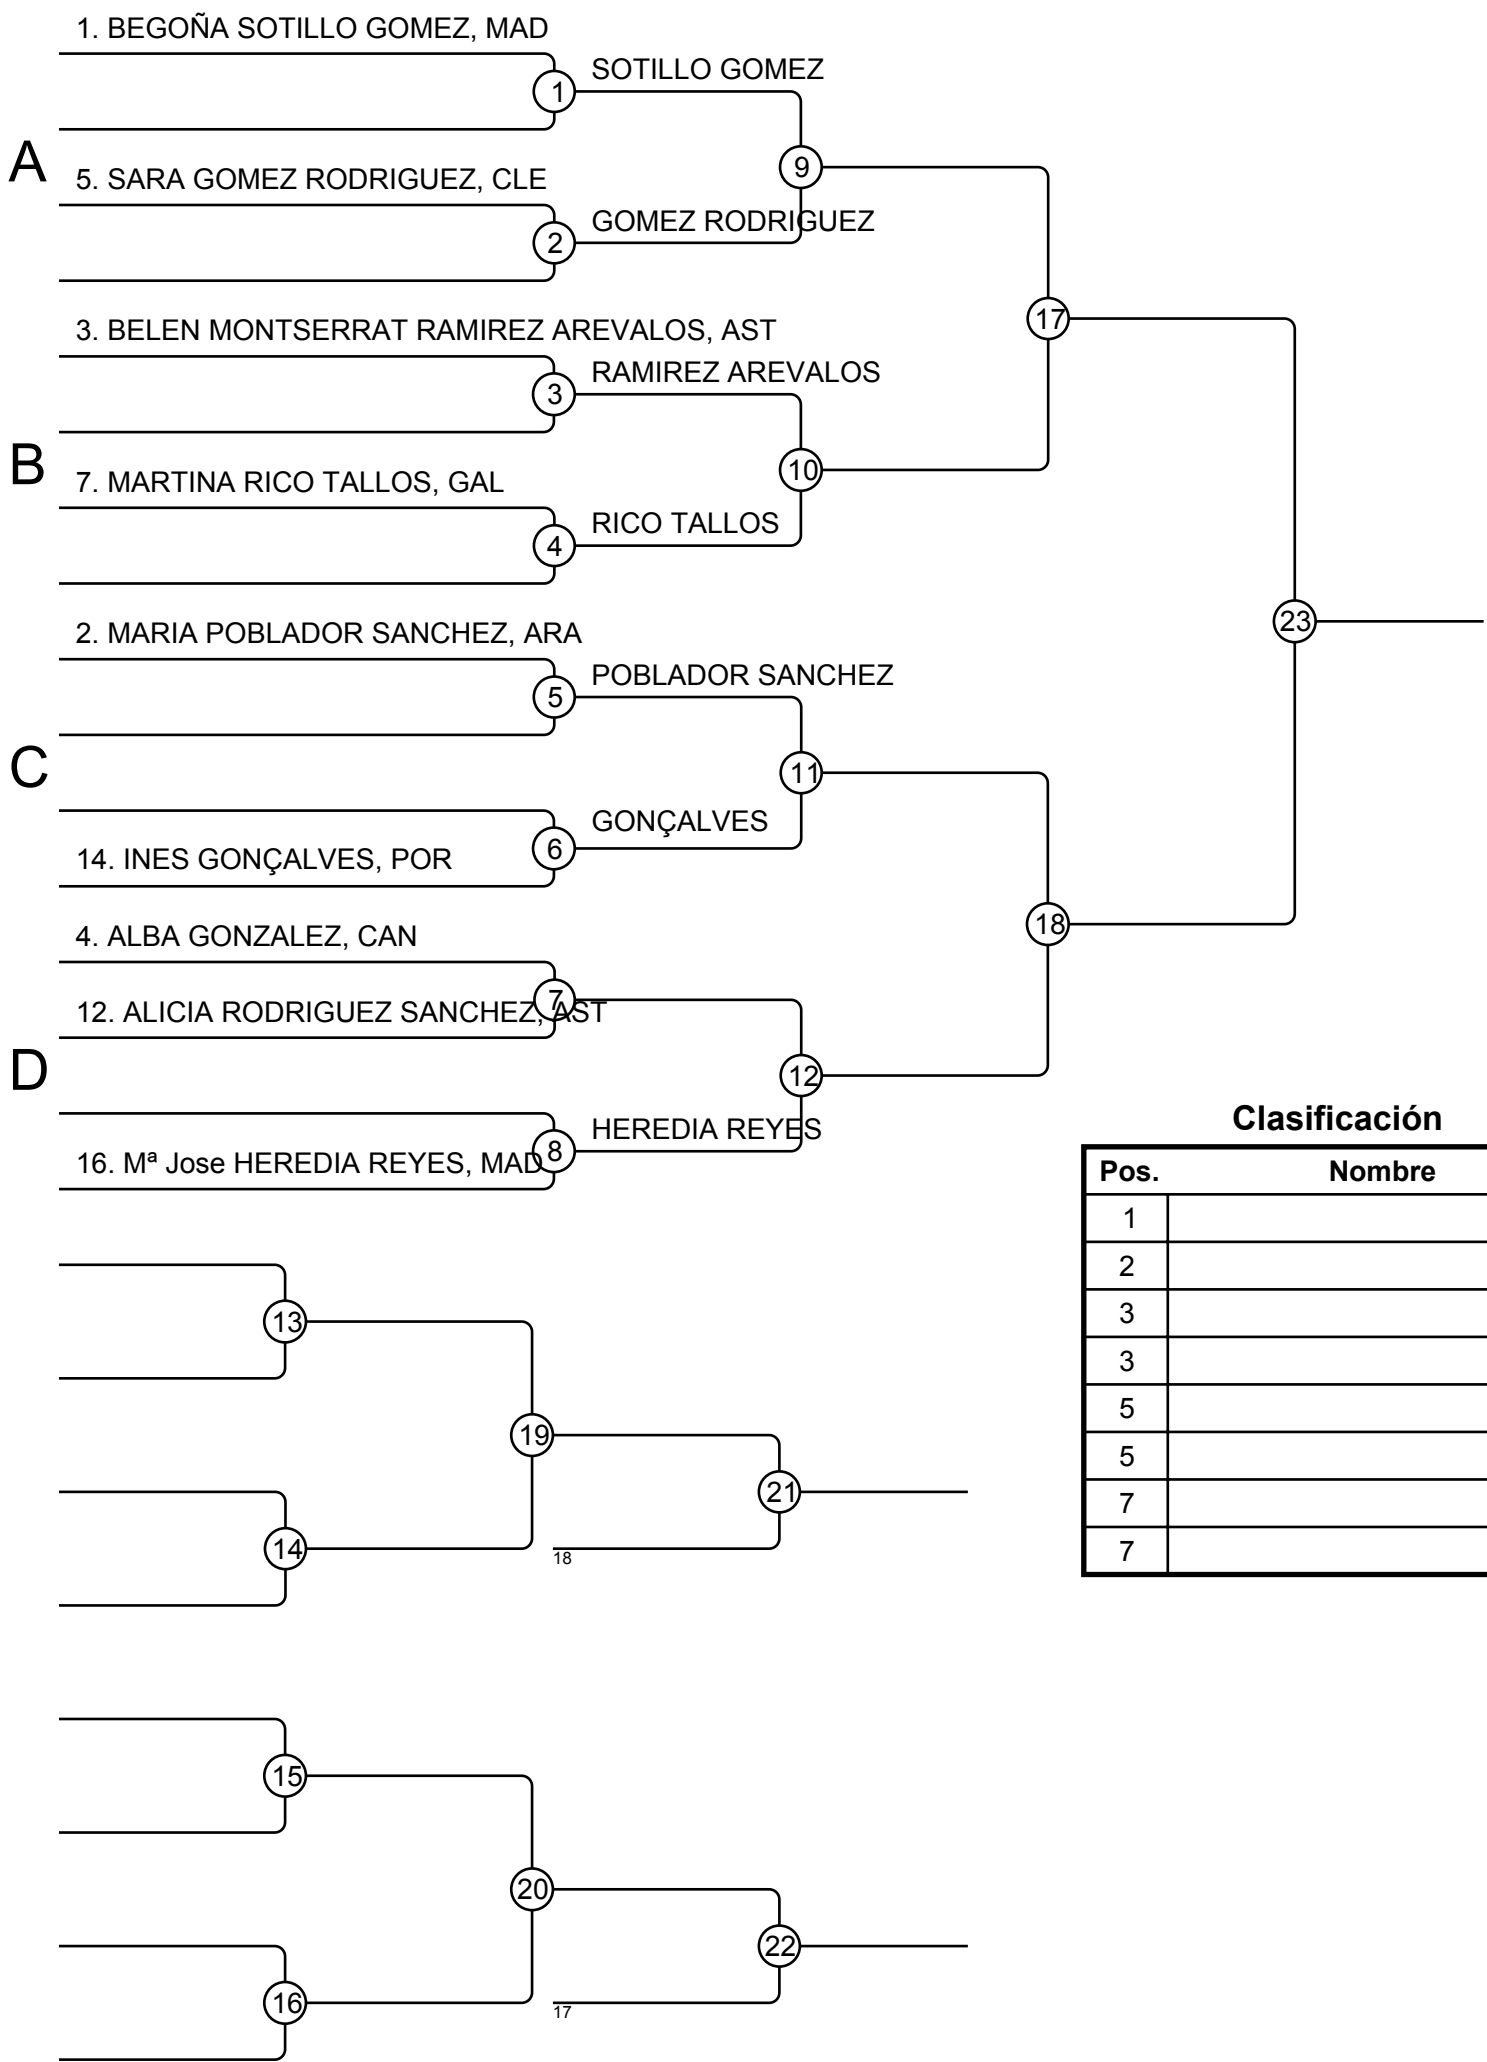 1. BEGOÑA SOTILLO GOMEZ, MAD
SOTILLO GOMEZ
1
A
9
5. SARA GOMEZ RODRIGUEZ, CLE
GOMEZ RODRIGUEZ
2
3. BELEN MONTSERRAT RAMIREZ AREVALOS, AST
17
RAMIREZ AREVALOS
3
B
10
7. MARTINA RICO TALLOS, GAL
RICO TALLOS
4
23
2. MARIA POBLADOR SANCHEZ, ARA
POBLADOR SANCHEZ
5
C
11
GONÇALVES
6
14. INES GONÇALVES, POR
18
4. ALBA GONZALEZ, CAN
7
12. ALICIA RODRIGUEZ SANCHEZ, AST
D
12
HEREDIA REYES
8
16. Mª Jose HEREDIA REYES, MAD
Clasificación
Pos. Nombre
1
2
3
3
5
5
7
7
13
19
21
14
18
15
20
22
16
17